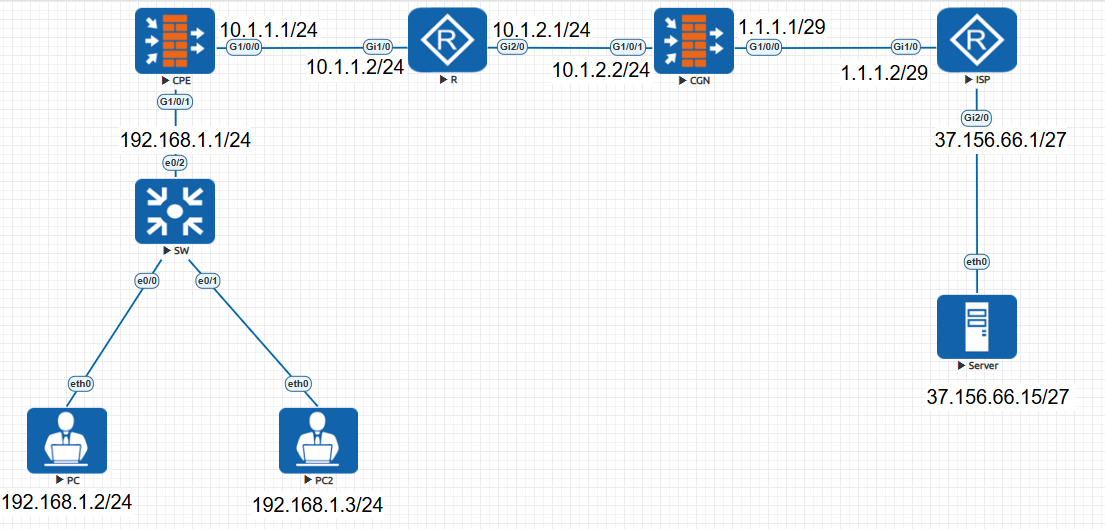 10.1.1.1/24
10.1.2.1/24
1.1.1.1/29
G1/0/0
Gi1/0
R
Gi2/0
G1/0/1
G1/0/0
Gi1/0
R
10.1.1.2/24
10.1.2.2/24
1.1.1.2/29
CPE
R
CGN
ISP
G1/0/1
Gi2/0
192.168.1.1/24
37.156.66.1/27
e0/2
SW
e0/0
e0/1
eth0
Server
eth0
eth0
37.156.66.15/27
PC
PC2
192.168.1.2/24
192.168.1.3/24